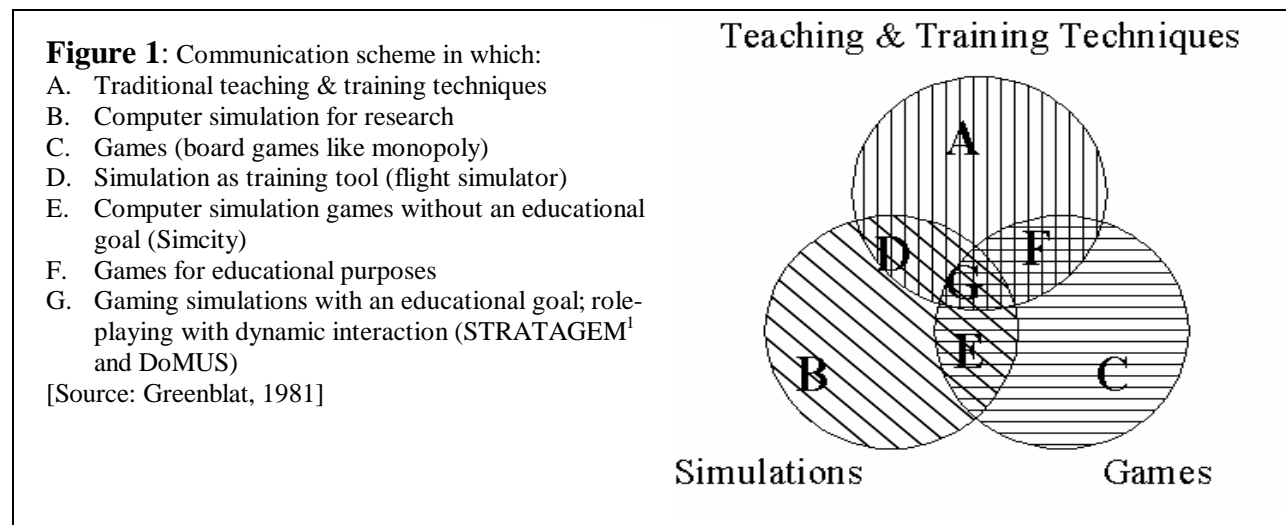 Figure 1: Communication scheme in which:
A. Traditional teaching & training techniques
B. Computer simulation for research
C. Games (board games like monopoly)
D. Simulation as training tool (flight simulator)
E. Computer simulation games without an educational
goal (Simcity)
F. Games for educational purposes
G. Gaming simulations with an educational goal; role-
playing with dynamic interaction (STRATAGEM1
and DoMUS)
[Source: Greenblat, 1981]
Teaching & Training Techniques
A
D
F
G
B
E
C
Simulations
Games